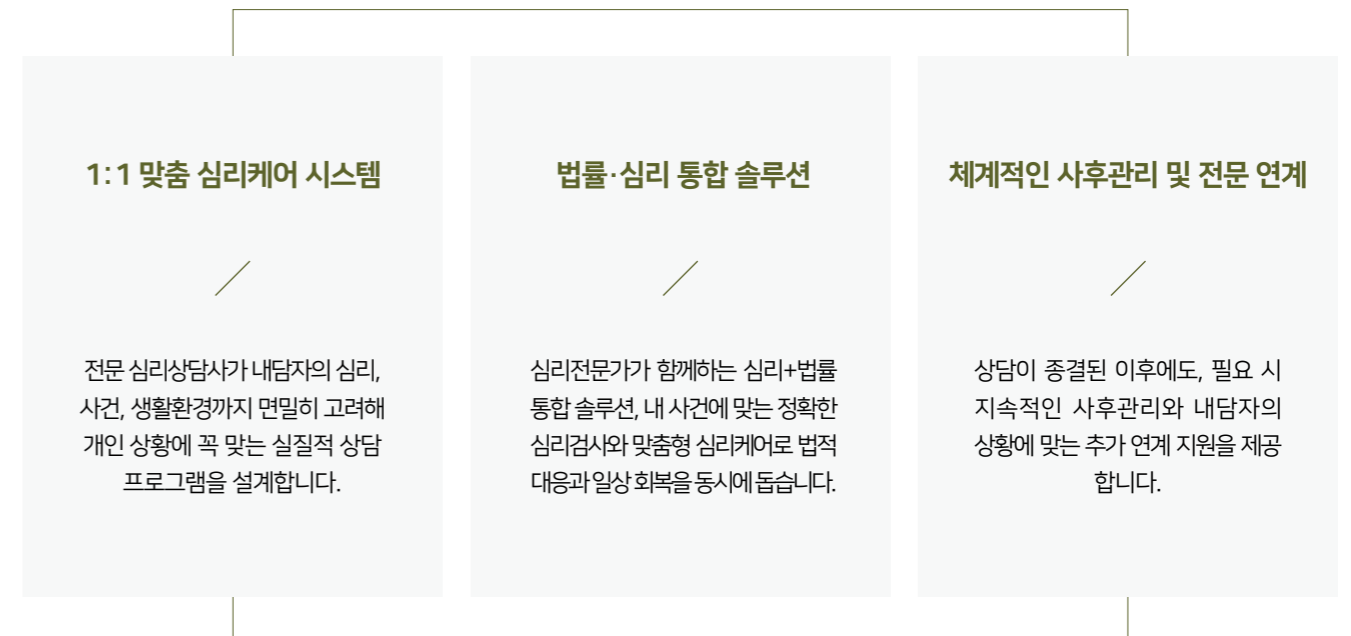 1:1 맞춤 심리케어 시스템
전문 심리상담사가 내담자의 심리,
사건, 생활환경까지 면밀히 고려해
개인 상황에 꼭 맞는 실질적 상담
프로그램을 설계합니다.
법률·심리 통합 솔루션
심리전문가가 함께하는 심리+법률
통합 솔루션, 내 사건에 맞는 정확한
심리검사와 맞춤형 심리케어로 법적
대응과 일상 회복을 동시에 돕습니다.
체계적인 사후관리 및 전문 연계
상담이 종결된 이후에도, 필요 시
지속적인 사후관리와 내담자의
상황에 맞는 추가 연계 지원을 제공
합니다.